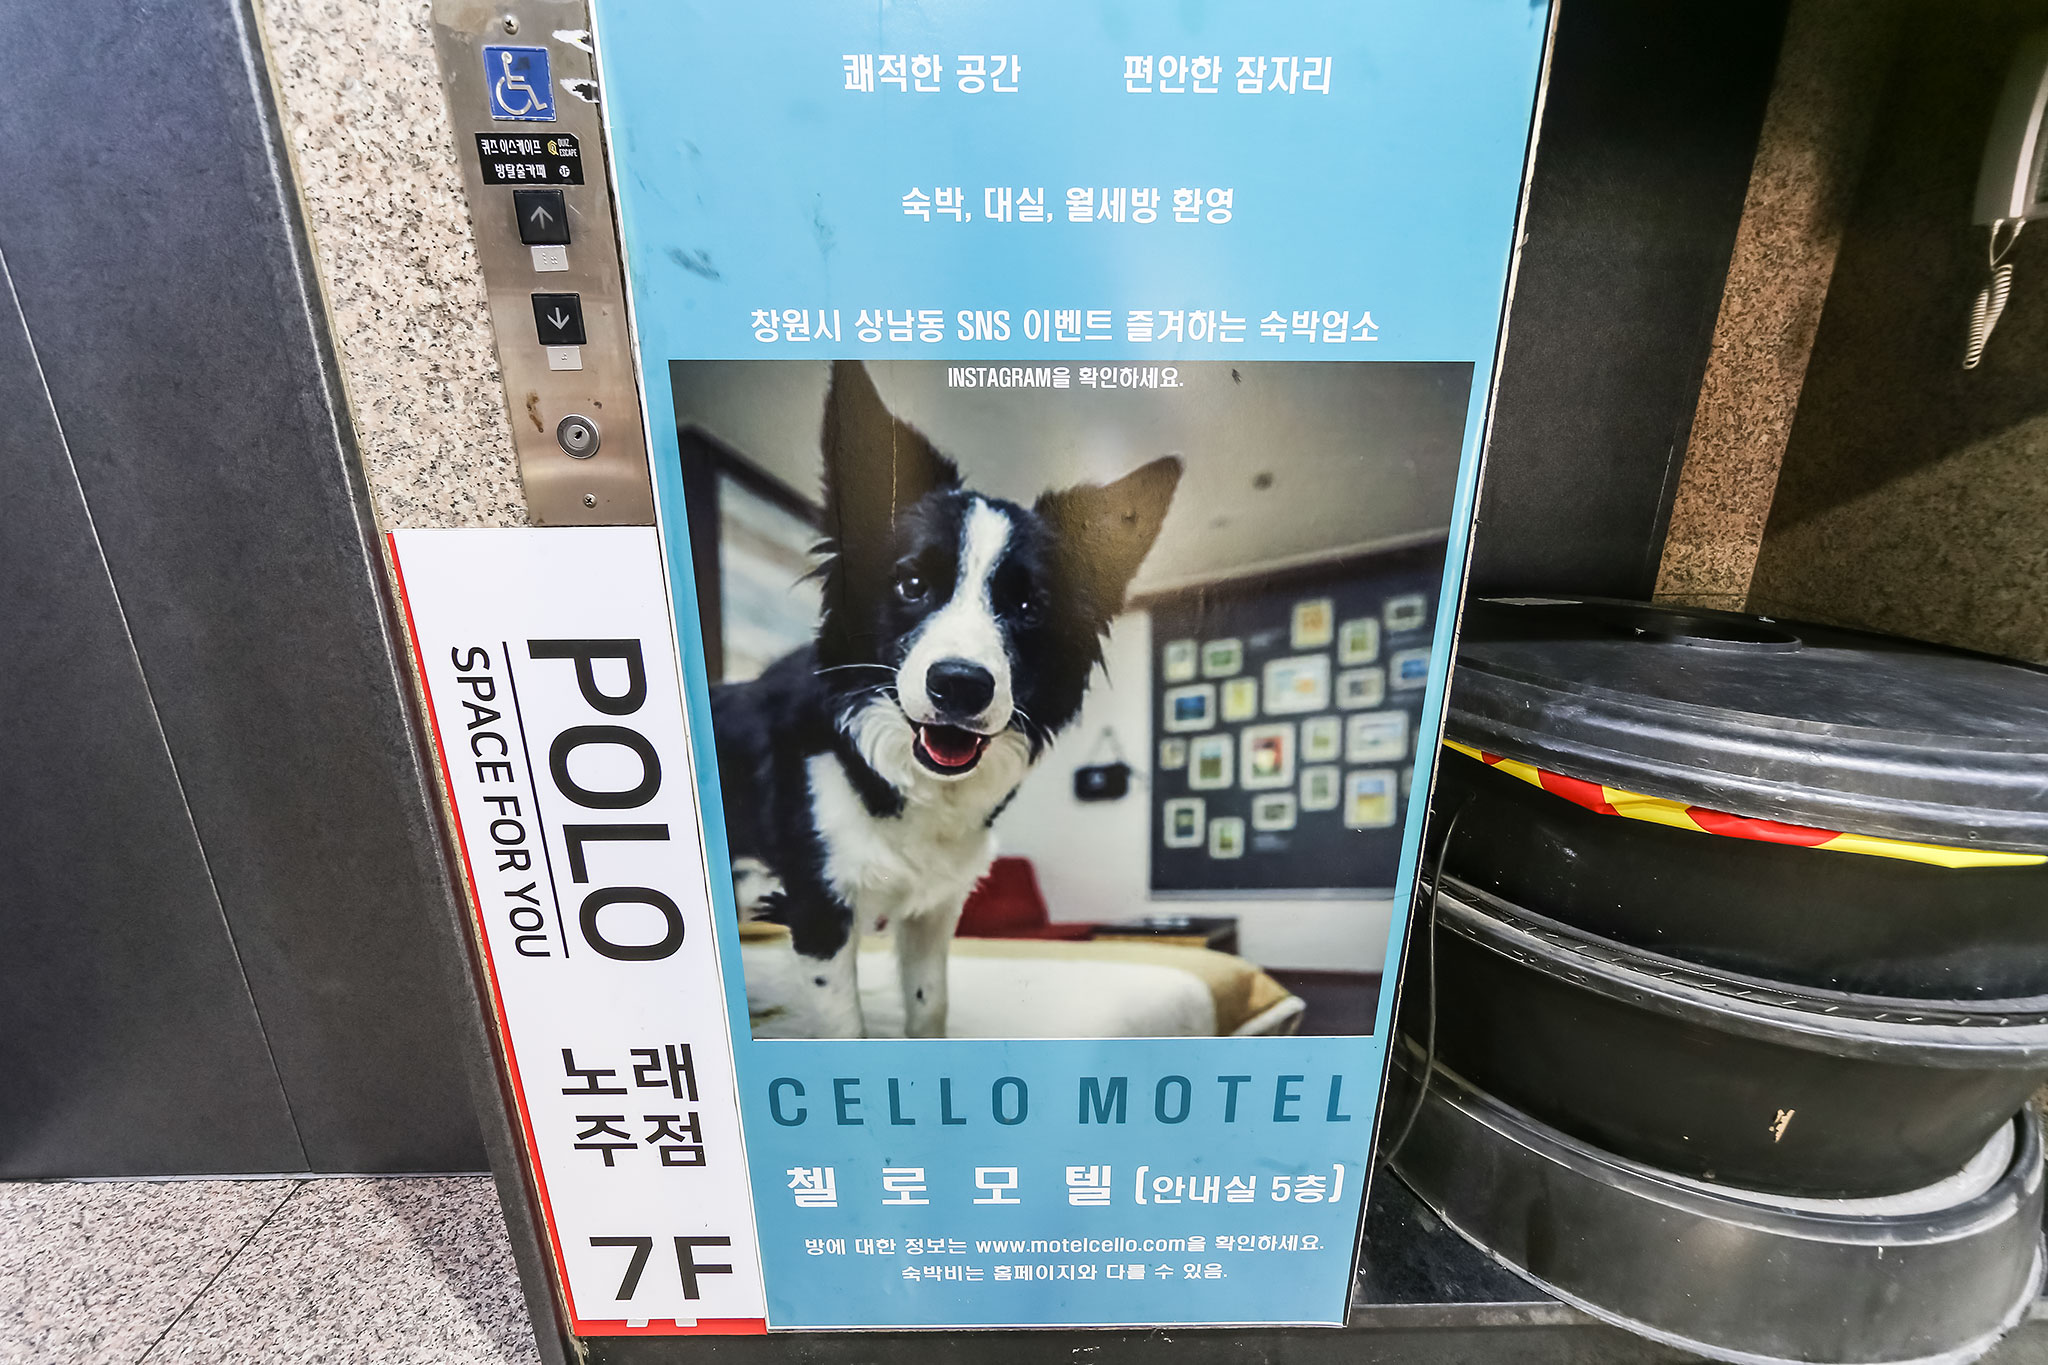 퀴즈이스케이프 QUIZ_ ESCAPE
방탈출카페 1F
쾌적한 공간 편안한 잠자리
숙박, 대실, 월세방 환영
창원시 상남동 SNS 이벤트 즐겨하는 숙박업소
INSTAGRAM을 확인하세요.
POLO
SPACE FOR YOU
노래
주점
7F
CELLO MOTEL
첼로모텔 (안내실 5층)
방에 대한 정보는 www.motelcello.com을 확인하세요.
숙박비는 홈페이지와 다를 수 있음.